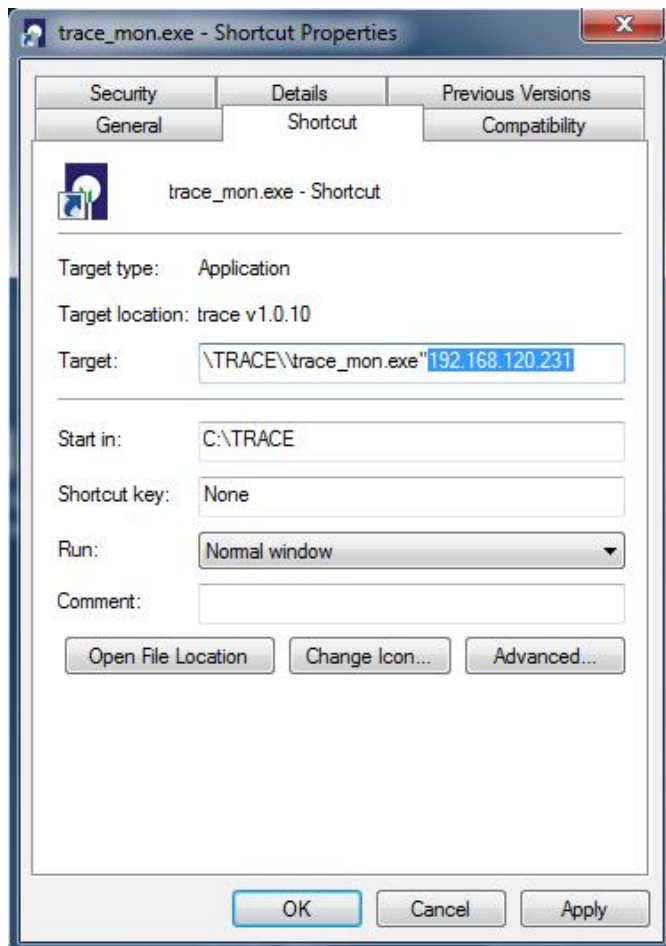 trace_mon.exe - Shortcut Properties
x
Security Details Previous Versions
General Shortcut Compatibility
trace_mon.exe - Shortcut
Target type: Application
Target location: trace v1.0.10
Target: \TRACE\\trace_mon.exe"192.168.120.231
Start in: C:\TRACE
Shortcut key: None
Run: Normal window
Comment:
Open File Location Change Icon... Advanced...
OK Cancel Apply